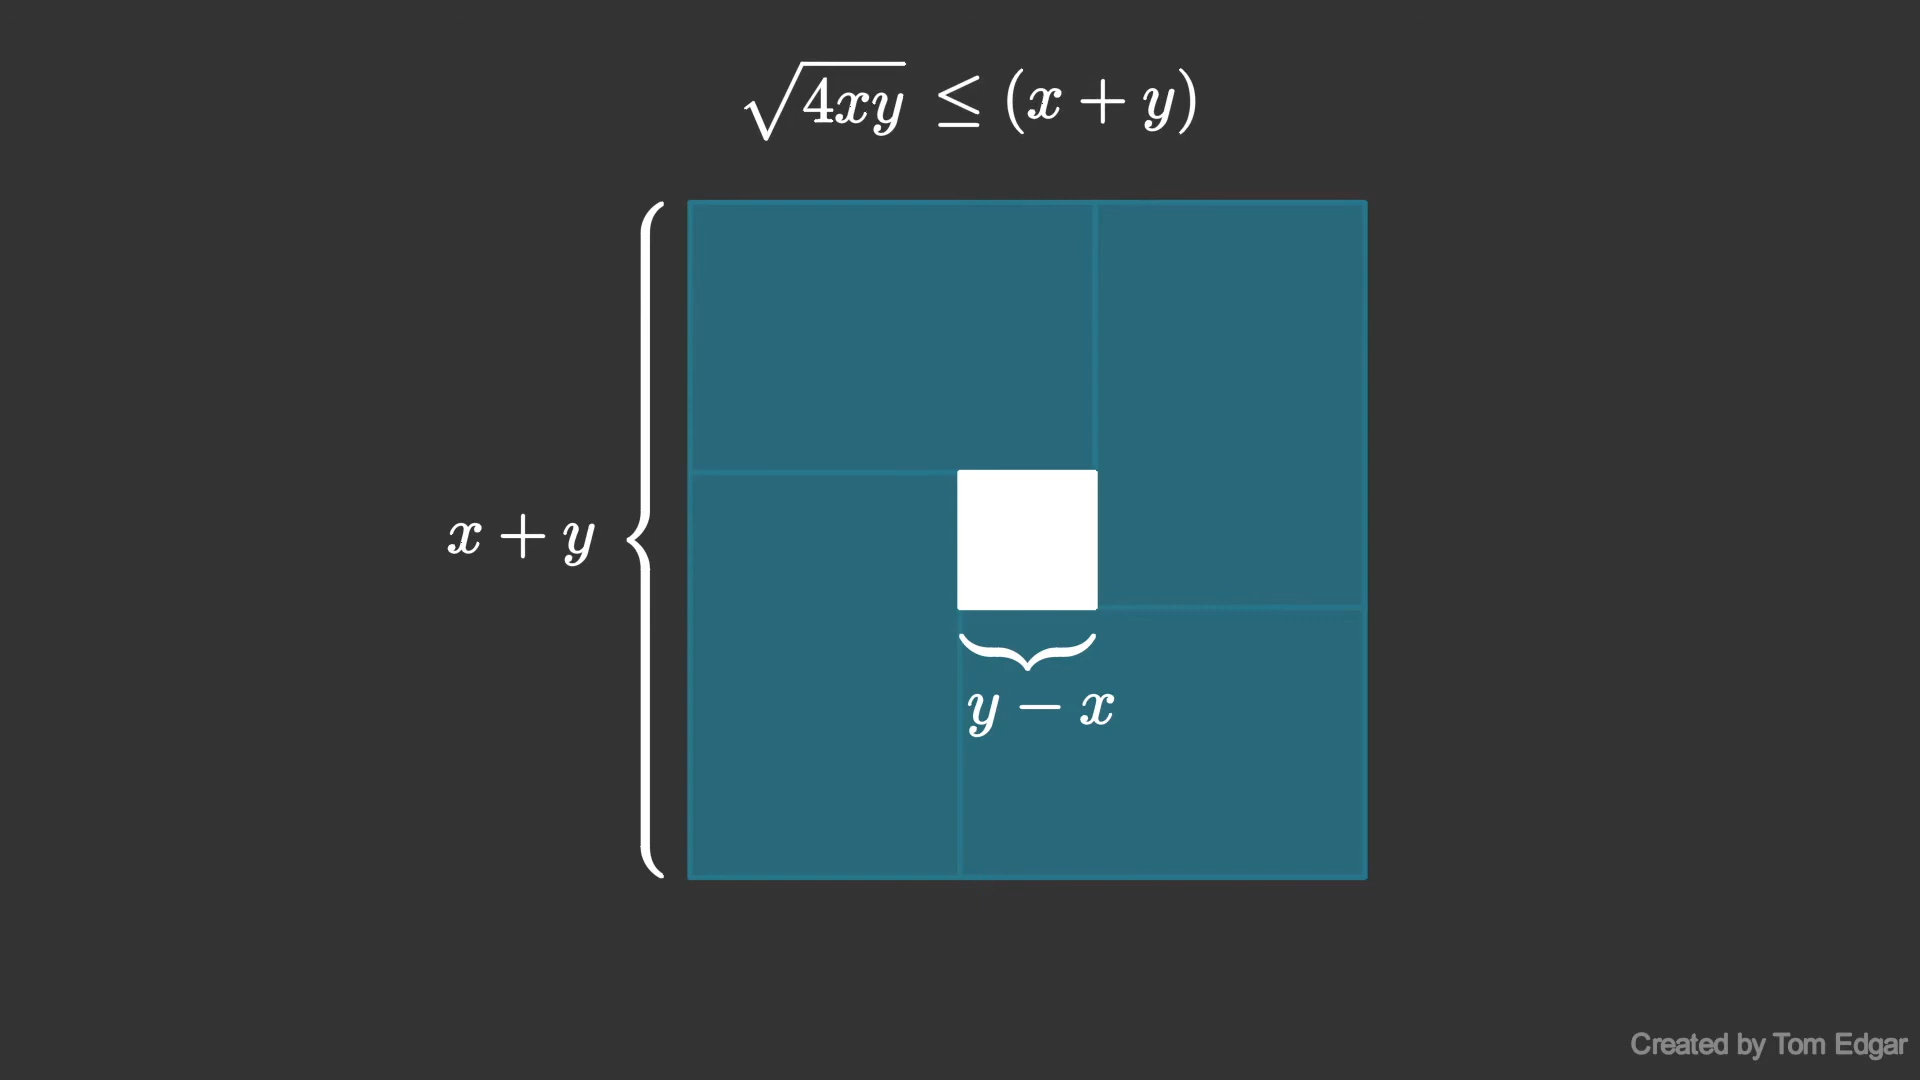 √4xy ≤ (x + y)
x + y
y − x
Created by Tom Edgar